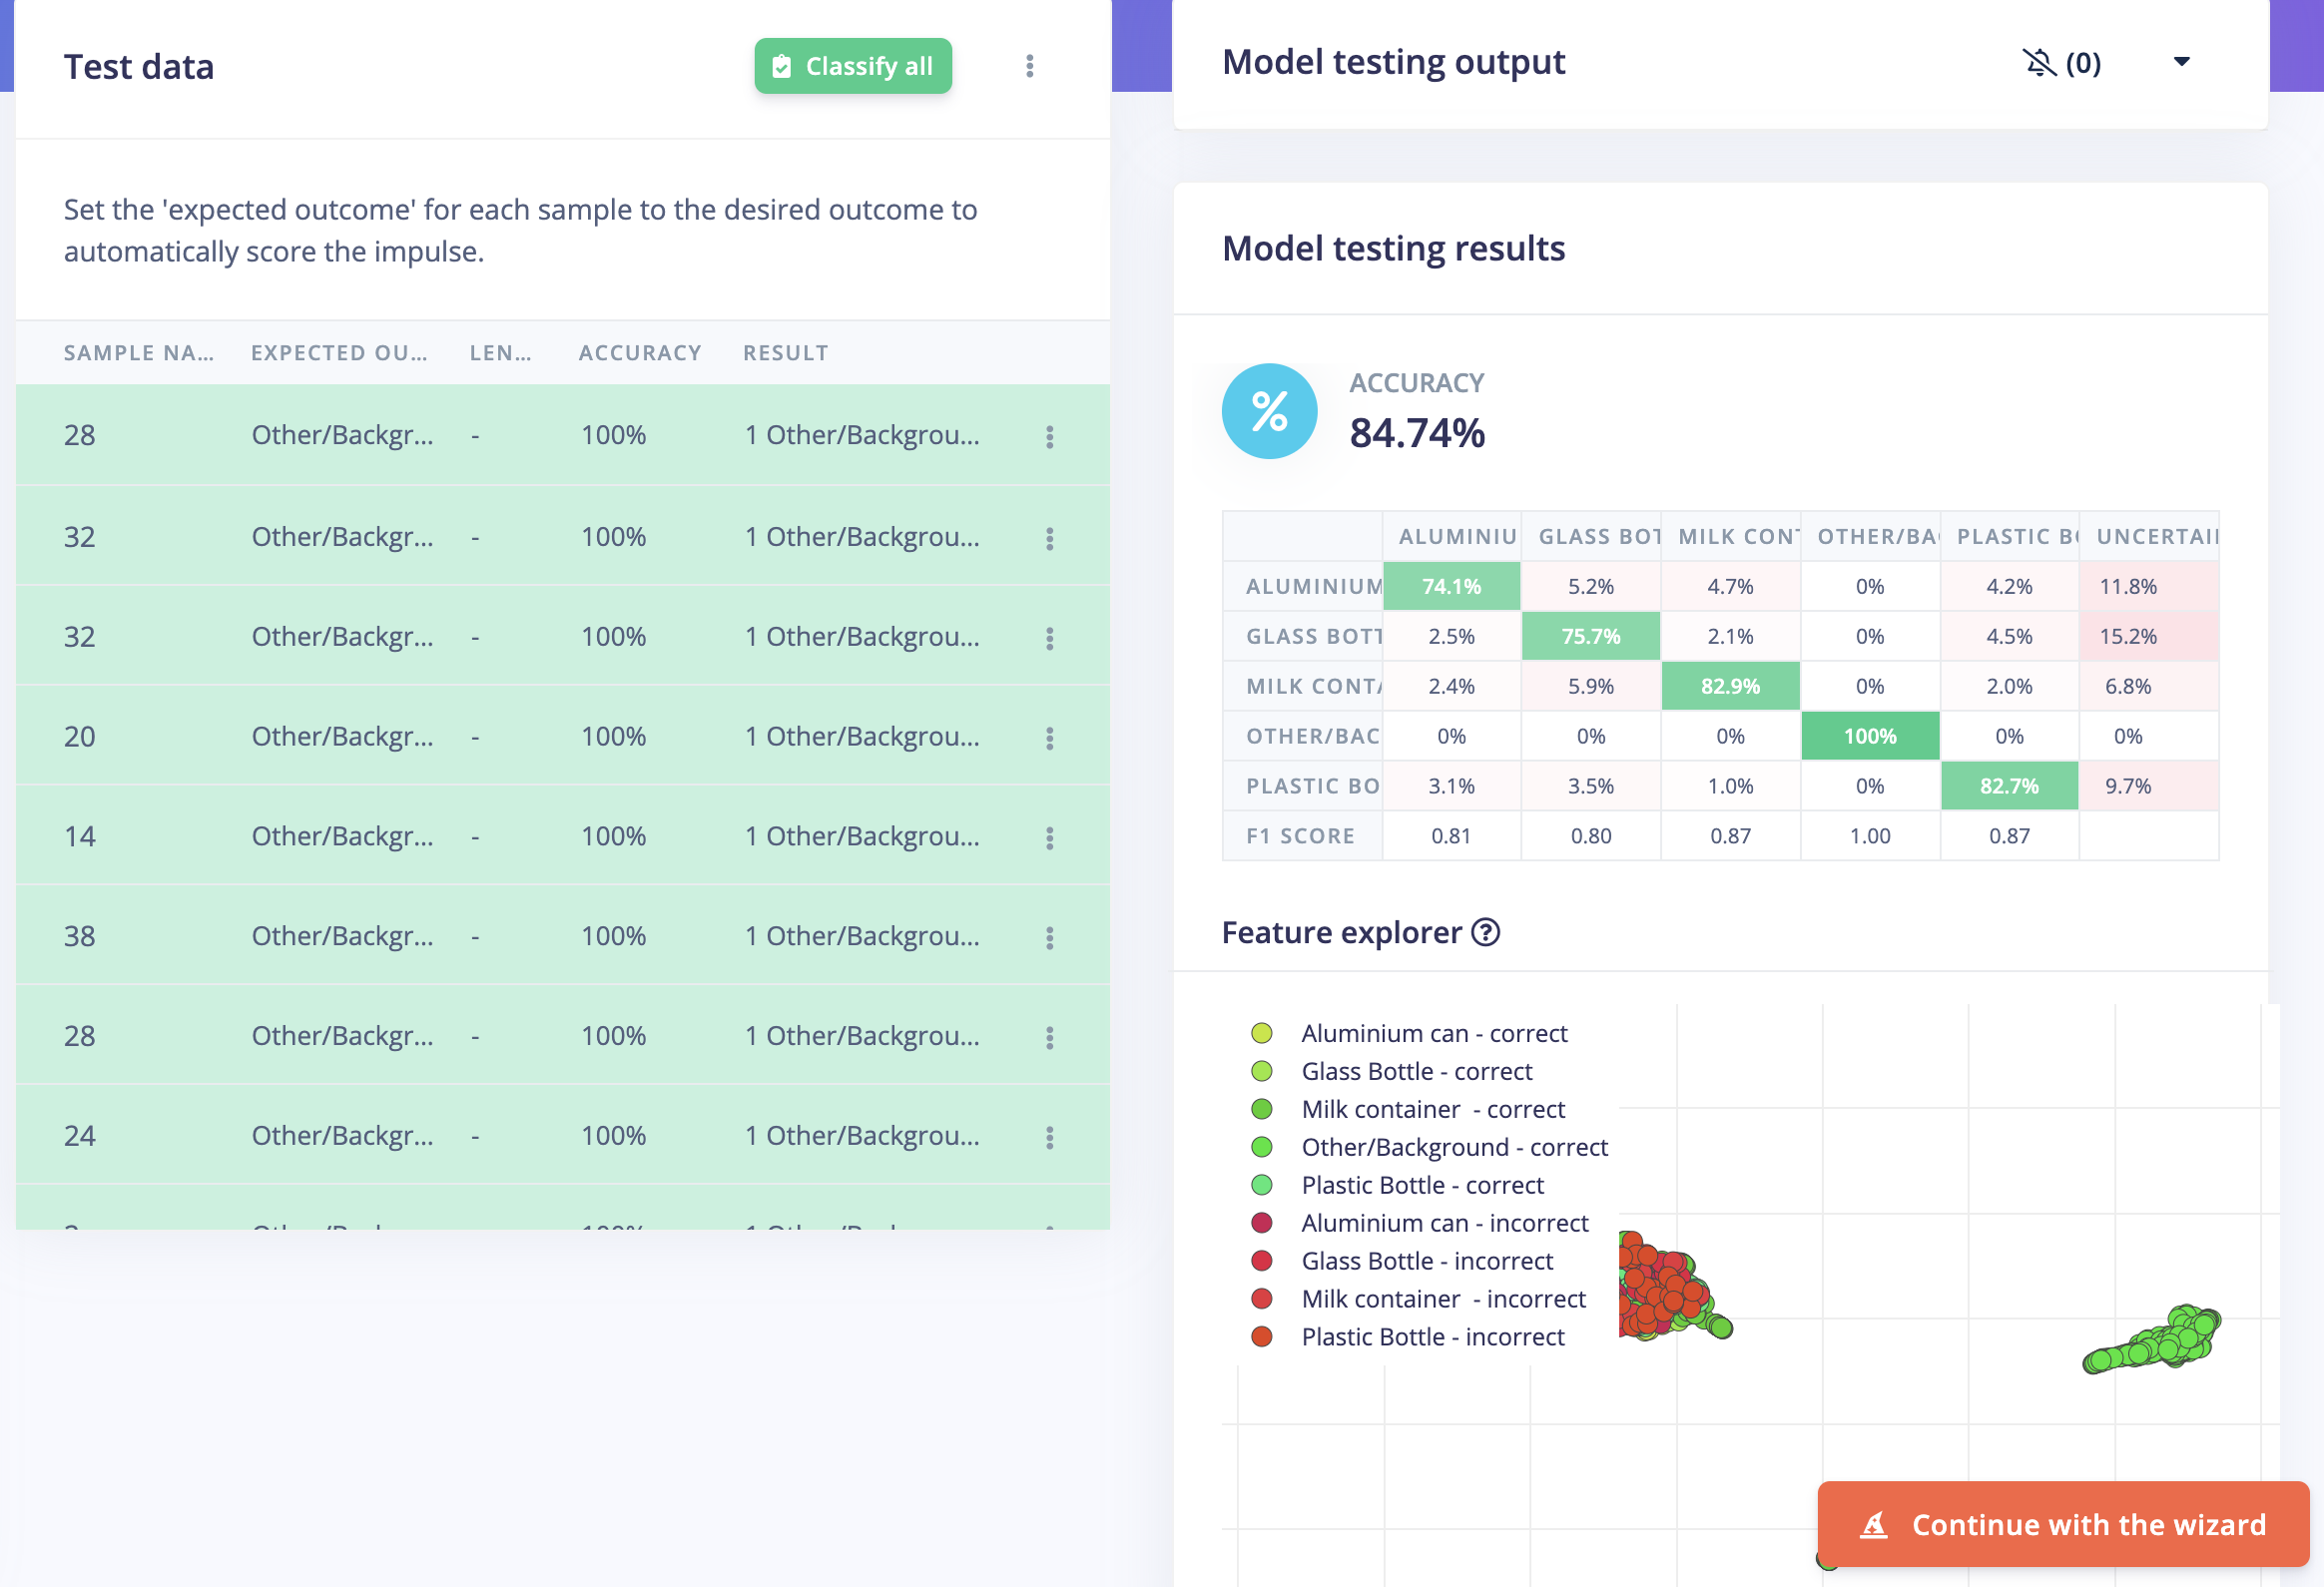 Test data
Classify all
Set the 'expected outcome' for each sample to the desired outcome to
automatically score the impulse.
SAMPLE NA... EXPECTED OU... LEN... ACCURACY RESULT
28 Other/Backgr... - 100% 1 Other/Backgrou...
32 Other/Backgr... - 100% 1 Other/Backgrou...
32 Other/Backgr... - 100% 1 Other/Backgrou...
20 Other/Backgr... - 100% 1 Other/Backgrou...
14 Other/Backgr... - 100% 1 Other/Backgrou...
38 Other/Backgr... - 100% 1 Other/Backgrou...
28 Other/Backgr... - 100% 1 Other/Backgrou...
24 Other/Backgr... - 100% 1 Other/Backgrou...
Model testing output
(0)
Model testing results
%
ACCURACY
84.74%
ALUMINIU GLASS BOT MILK CONT OTHER/BAC PLASTIC BO UNCERTAI
ALUMINIUM 74.1% 5.2% 4.7% 0% 4.2% 11.8%
GLASS BOTT 2.5% 75.7% 2.1% 0% 4.5% 15.2%
MILK CONTA 2.4% 5.9% 82.9% 0% 2.0% 6.8%
OTHER/BAC 0% 0% 0% 100% 0% 0%
PLASTIC BO 3.1% 3.5% 1.0% 0% 82.7% 9.7%
F1 SCORE 0.81 0.80 0.87 1.00 0.87
Feature explorer ?
Aluminium can - correct
Glass Bottle - correct
Milk container - correct
Other/Background - correct
Plastic Bottle - correct
Aluminium can - incorrect
Glass Bottle - incorrect
Milk container - incorrect
Plastic Bottle - incorrect
Continue with the wizard